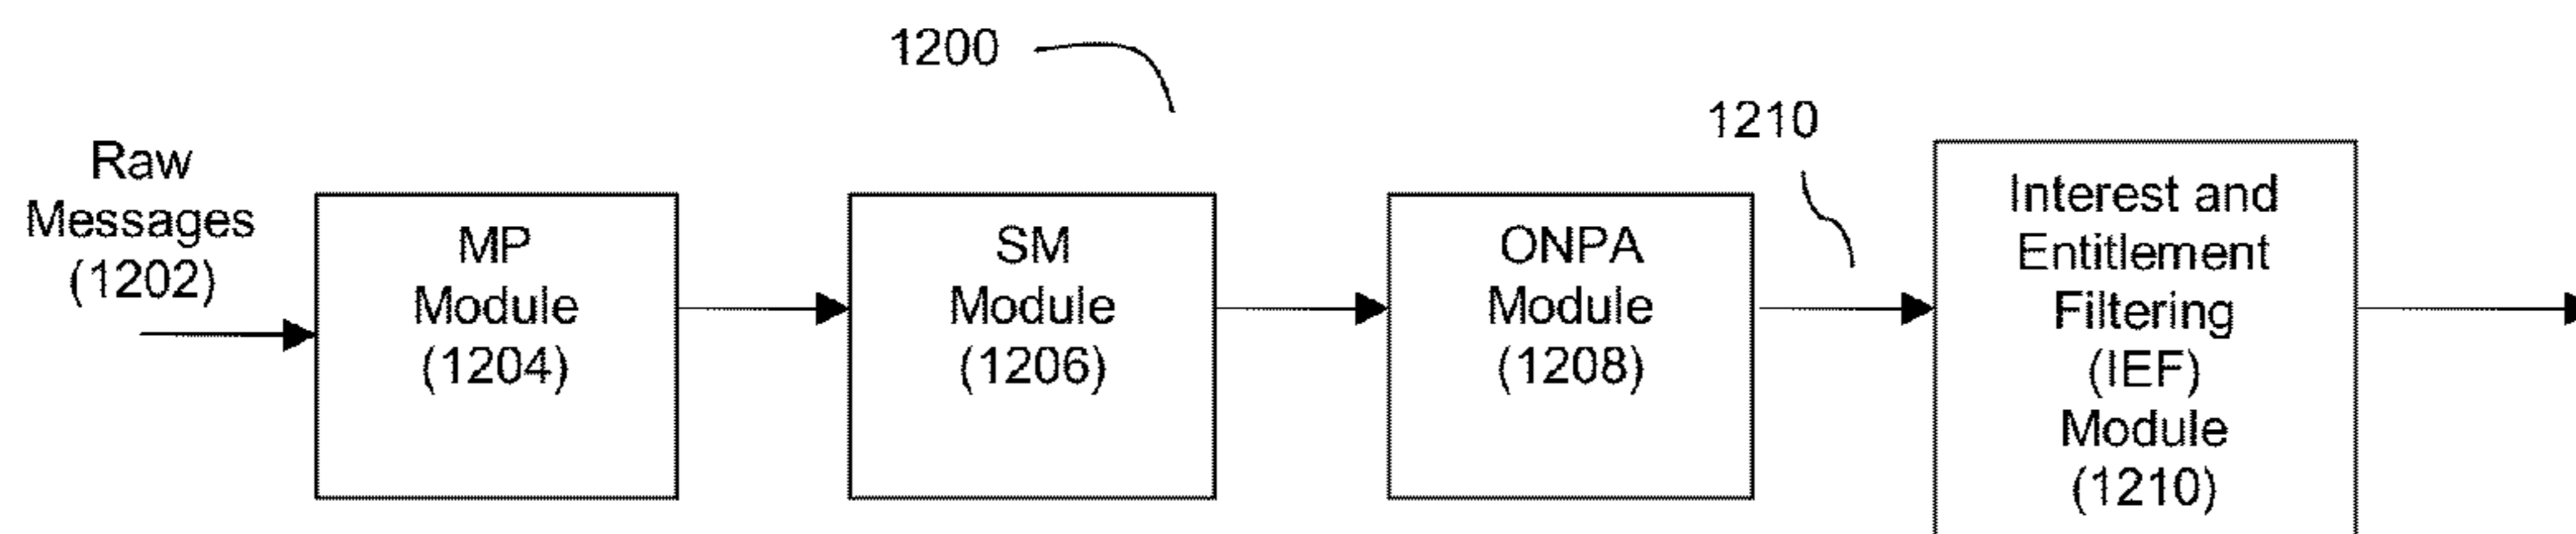 1200
1210
Raw
Messages
(1202)
MP
Module
(1204)
SM
Module
(1206)
ONPA
Module
(1208)
Interest and
Entitlement
Filtering
(IEF)
Module
(1210)